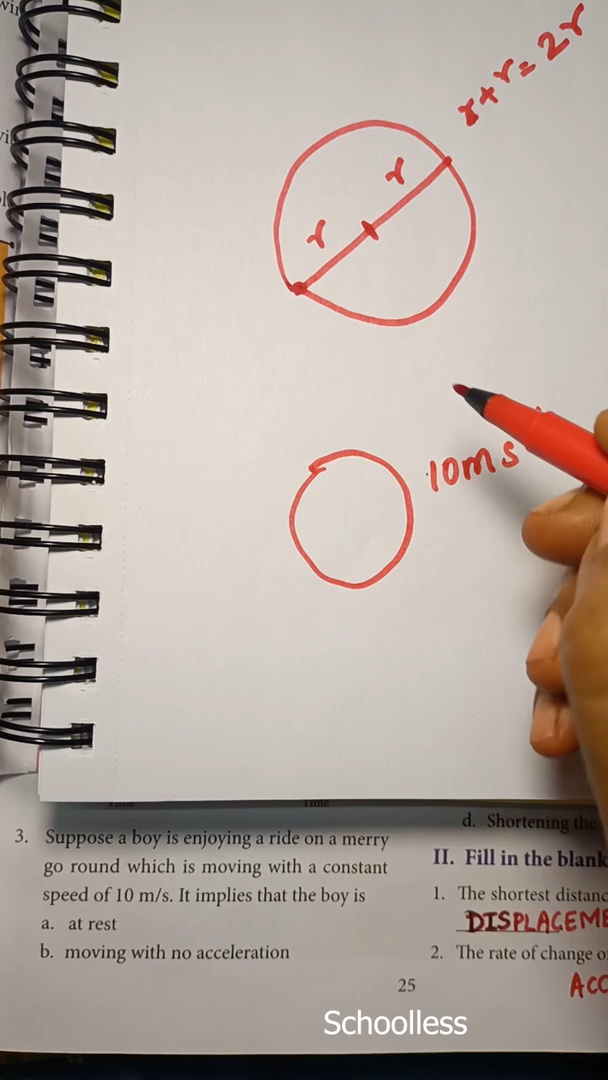 r+r=2r
r
r
10ms
d. Shortening the
3. Suppose a boy is enjoying a ride on a merry
go round which is moving with a constant
speed of 10 m/s. It implies that the boy is
a. at rest
b. moving with no acceleration
II. Fill in the blank
1. The shortest distanc
DISPLACEME
2. The rate of change o
ACC
25
Schoolless